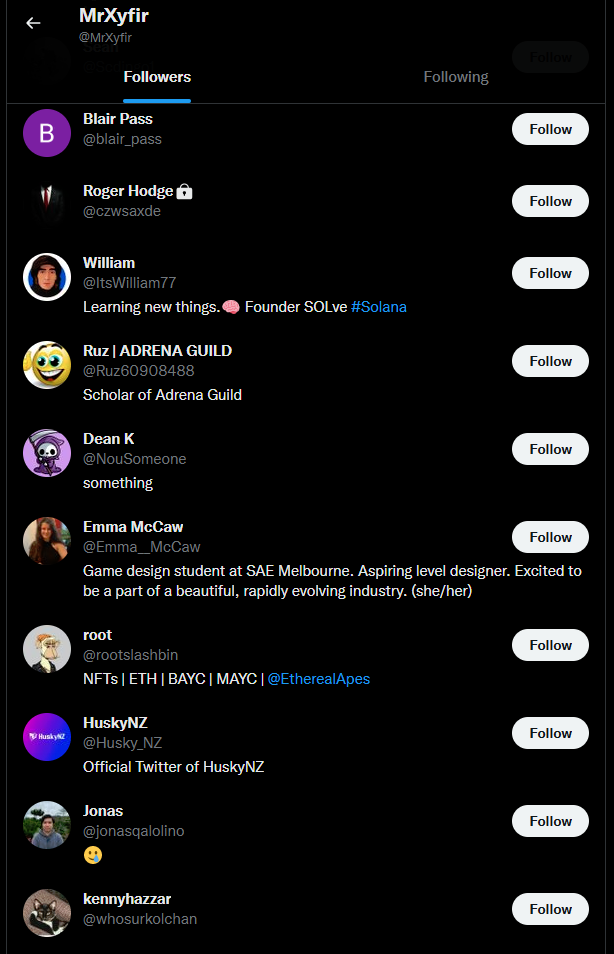 MrXyfir
@MrXyfir
Followers
Following
Blair Pass
@blair_pass
Follow
B
Roger Hodge
@czwsaxde
Follow
William
@ItsWilliam77
Follow
Learning new things.🧠 Founder SOLve #Solana
Ruz | ADRENA GUILD
@Ruz60908488
Follow
Scholar of Adrena Guild
Dean K
@NouSomeone
Follow
something
Emma McCaw
@Emma__McCaw
Follow
Game design student at SAE Melbourne. Aspiring level designer. Excited to
be a part of a beautiful, rapidly evolving industry. (she/her)
root
@rootslashbin
Follow
NFTs | ETH | BAYC | MAYC | @EtherealApes
HuskyNZ
@Husky_NZ
Follow
HuskyNZ
Official Twitter of HuskyNZ
Jonas
@jonasqalolino
Follow
🥲
kennyhazzar
@whosurkolchan
Follow